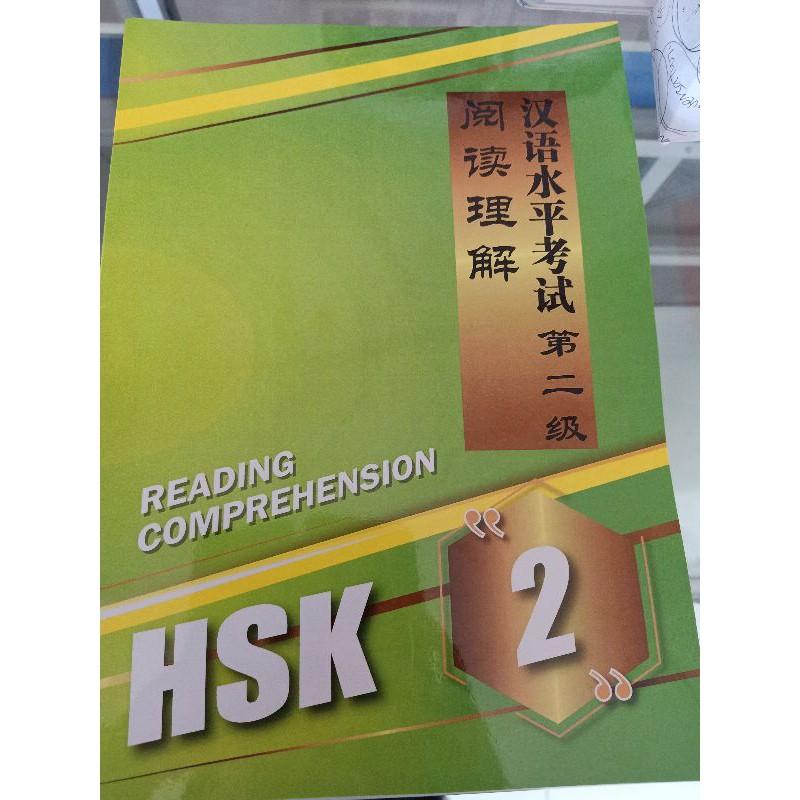 汉语水平考试 第二级
阅读理解
READING
COMPREHENSION
HSK
“2”